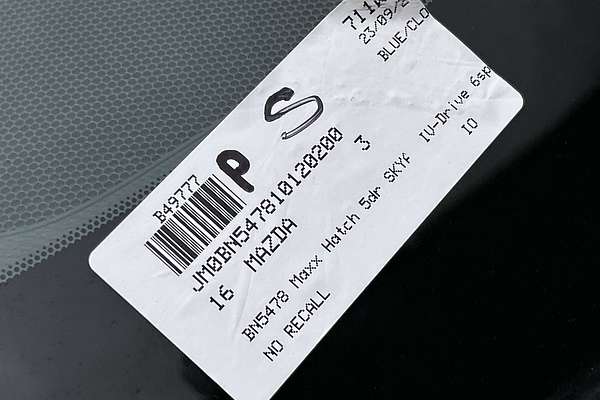 711
23/09/2
BLUE/CLO
P S
B49777
JM0BN547810120200
16 MAZDA 3
BN5478 Maxx Hatch 5dr SKYA IV-Drive 6sp
NO RECALL IO